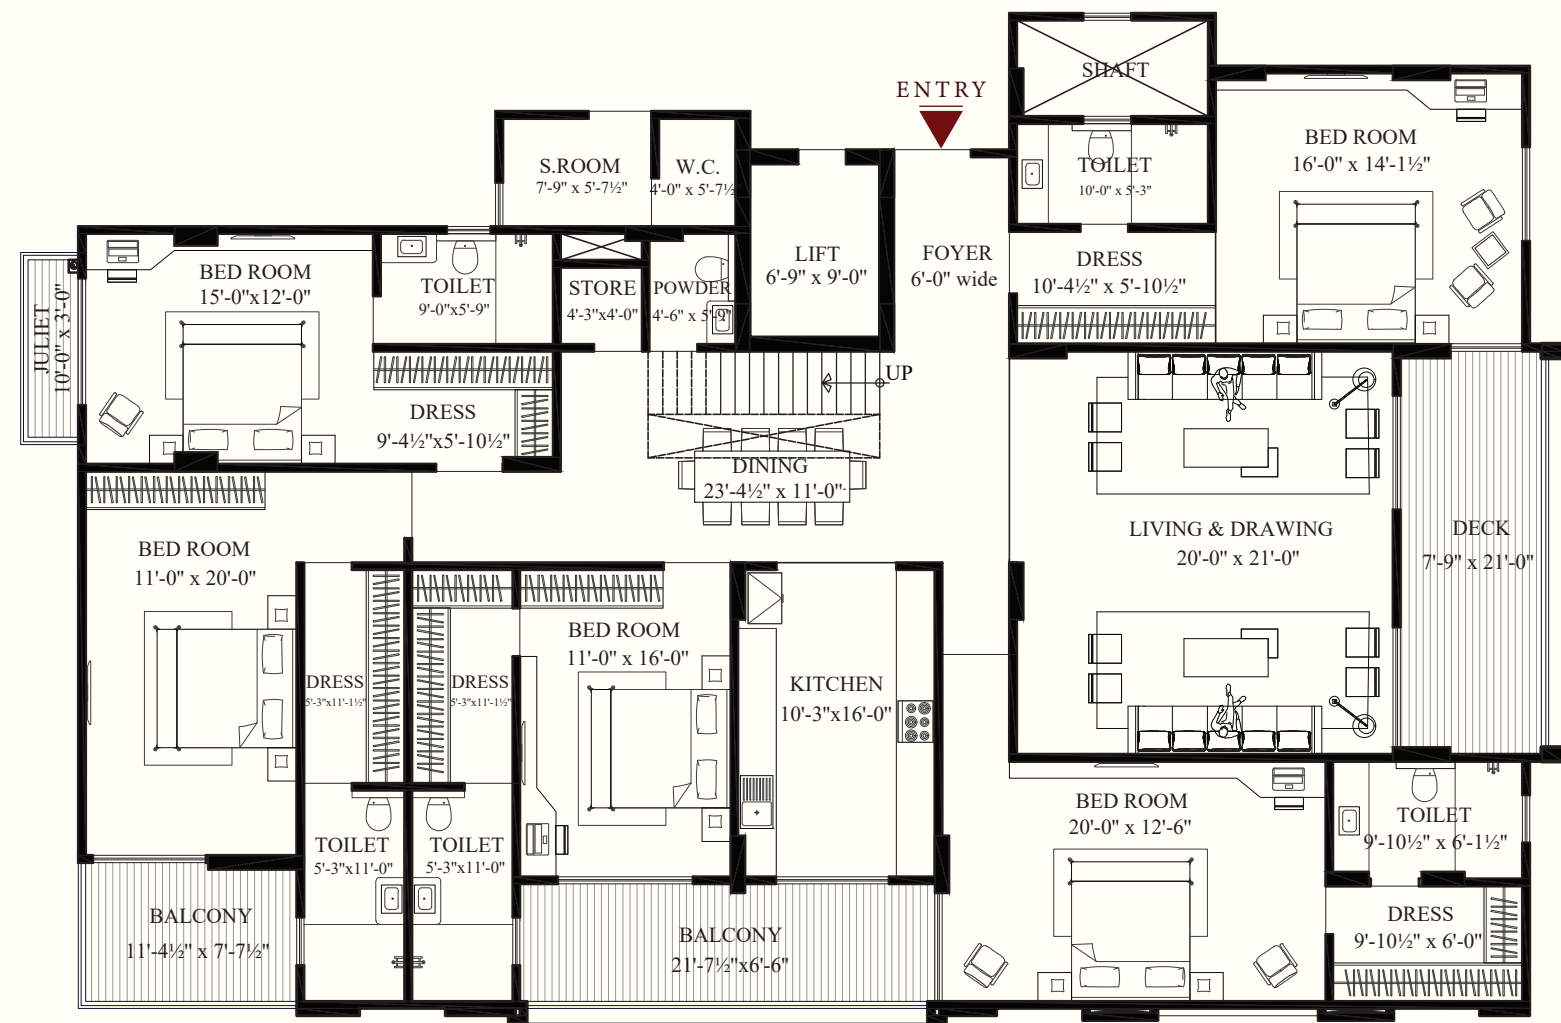 ENTRY
SHAFT
BED ROOM
16'-0" x 14'-1½"
TOILET
10'-0" x 5'-3"
S.ROOM
7'-9" x 5'-7½"
W.C.
4'-0" x 5'-7½"
LIFT
6'-9" x 9'-0"
FOYER
6'-0" wide
DRESS
10'-4½" x 5'-10½"
BED ROOM
15'-0"x12'-0"
TOILET
9'-0"x5'-9"
STORE
4'-3"x4'-0"
POWDER
4'-6" x 5'-9"
JULIET
10'-0" x 3'-0"
UP
DRESS
9'-4½"x5'-10½"
DINING
23'-4½" x 11'-0"
LIVING & DRAWING
20'-0" x 21'-0"
DECK
7'-9" x 21'-0"
BED ROOM
11'-0" x 20'-0"
BED ROOM
11'-0" x 16'-0"
DRESS
5'-3"x11'-1½"
DRESS
5'-3"x11'-1½"
KITCHEN
10'-3"x16'-0"
BED ROOM
20'-0" x 12'-6"
TOILET
9'-10½" x 6'-1½"
TOILET
5'-3"x11'-0"
TOILET
5'-3"x11'-0"
BALCONY
11'-4½" x 7'-7½"
BALCONY
21'-7½"x6'-6"
DRESS
9'-10½" x 6'-0"